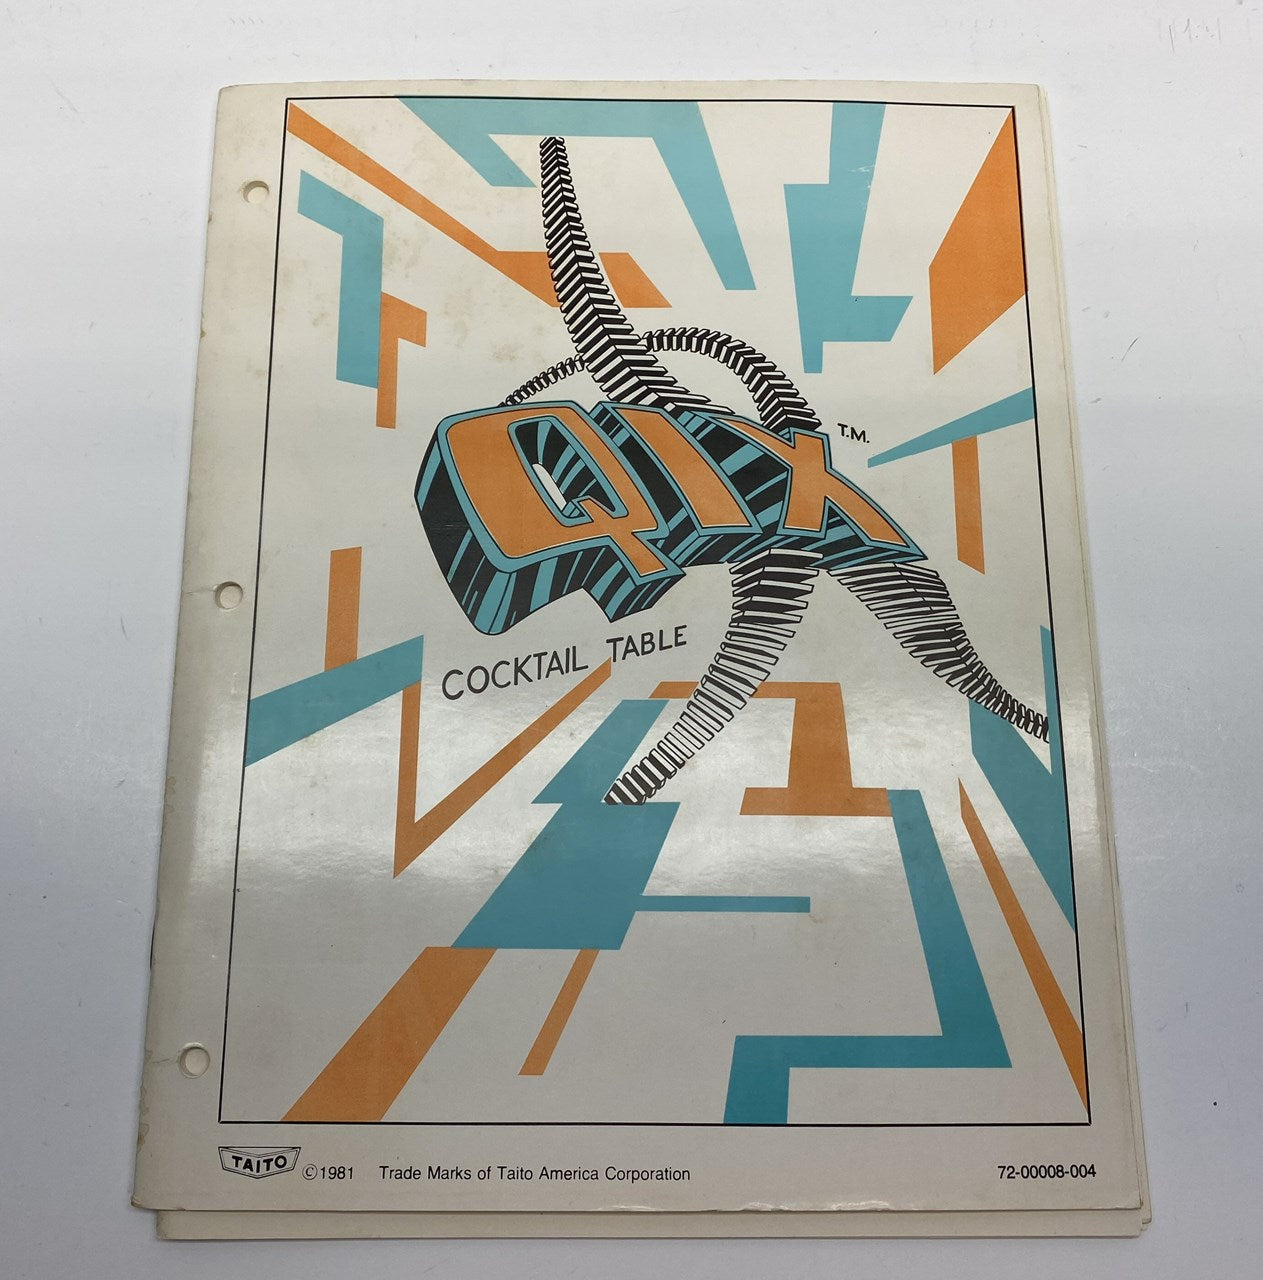 QIX T.M.
COCKTAIL TABLE
TAITO ©1981 Trade Marks of Taito America Corporation 72-00008-004